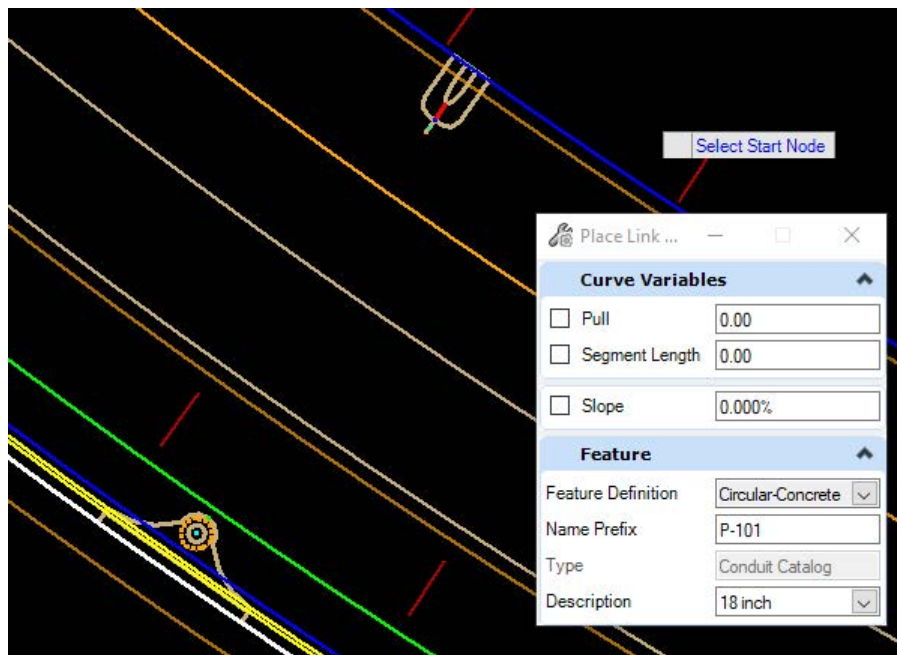 Select Start Node
Place Link ...
Curve Variables
Pull 0.00
Segment Length 0.00
Slope 0.000%
Feature
Feature Definition Circular-Concrete
Name Prefix P-101
Type Conduit Catalog
Description 18 inch